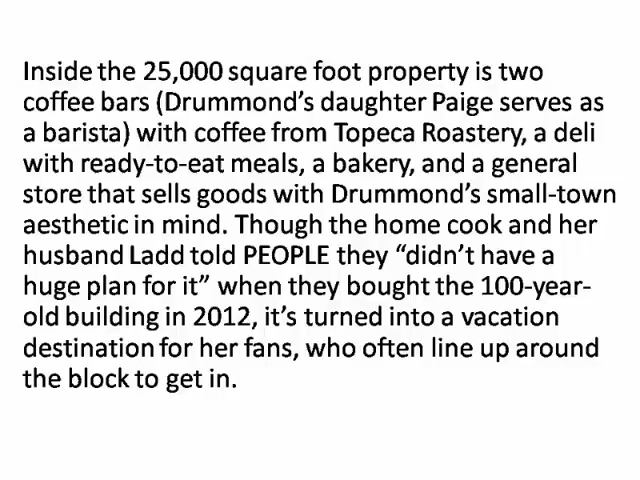 Inside the 25,000 square foot property is two
coffee bars (Drummond’s daughter Paige serves as
a barista) with coffee from Topeca Roastery, a deli
with ready-to-eat meals, a bakery, and a general
store that sells goods with Drummond’s small-town
aesthetic in mind. Though the home cook and her
husband Ladd told PEOPLE they “didn’t have a
huge plan for it” when they bought the 100-year-
old building in 2012, it’s turned into a vacation
destination for her fans, who often line up around
the block to get in.